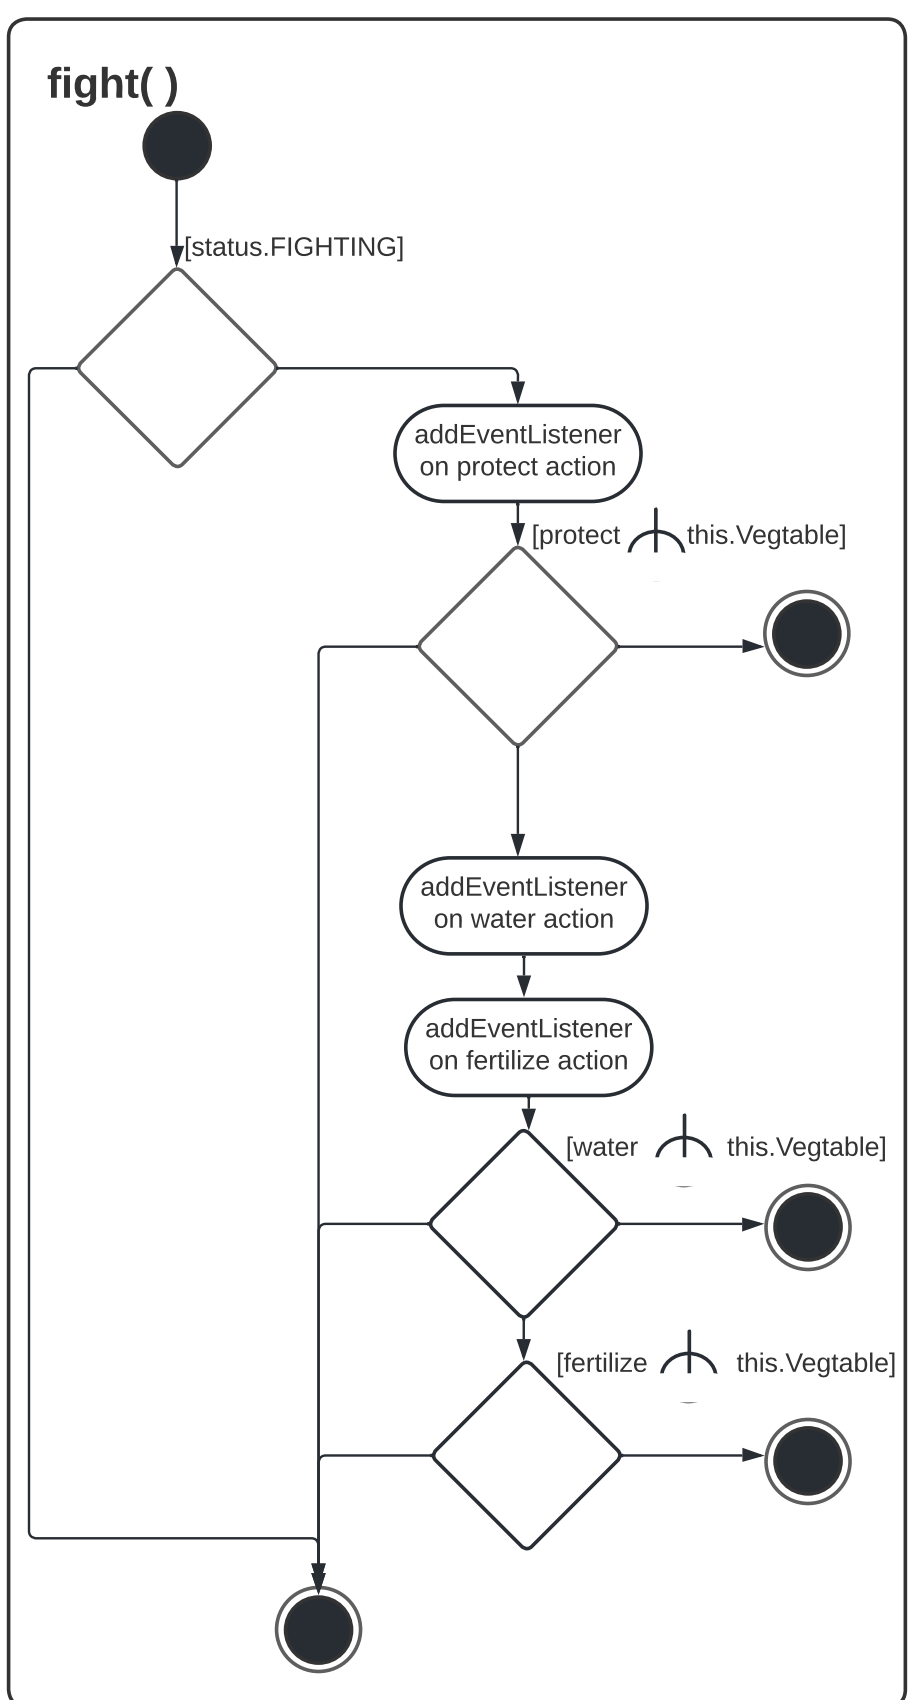 fight( )
[status.FIGHTING]
addEventListener
on protect action
[protect this.Vegtable]
addEventListener
on water action
addEventListener
on fertilize action
[water this.Vegtable]
[fertilize this.Vegtable]